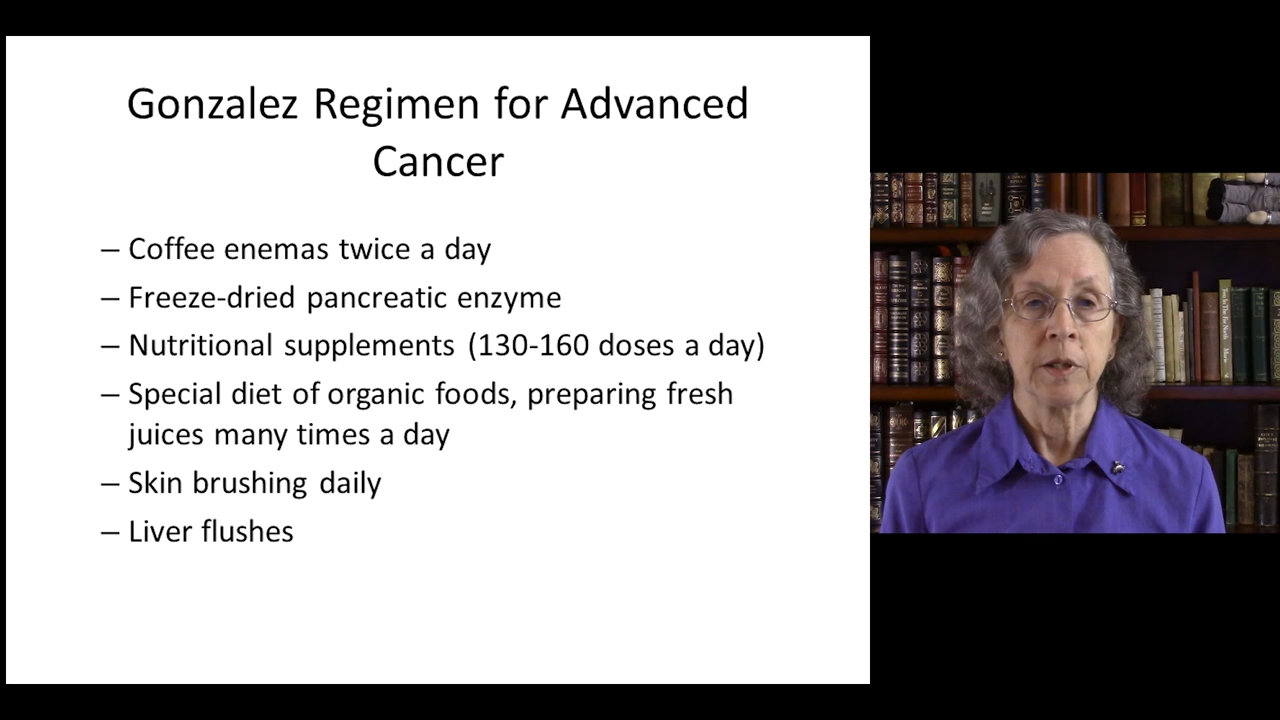 Gonzalez Regimen for Advanced
Cancer
– Coffee enemas twice a day
– Freeze-dried pancreatic enzyme
– Nutritional supplements (130-160 doses a day)
– Special diet of organic foods, preparing fresh
juices many times a day
– Skin brushing daily
– Liver flushes